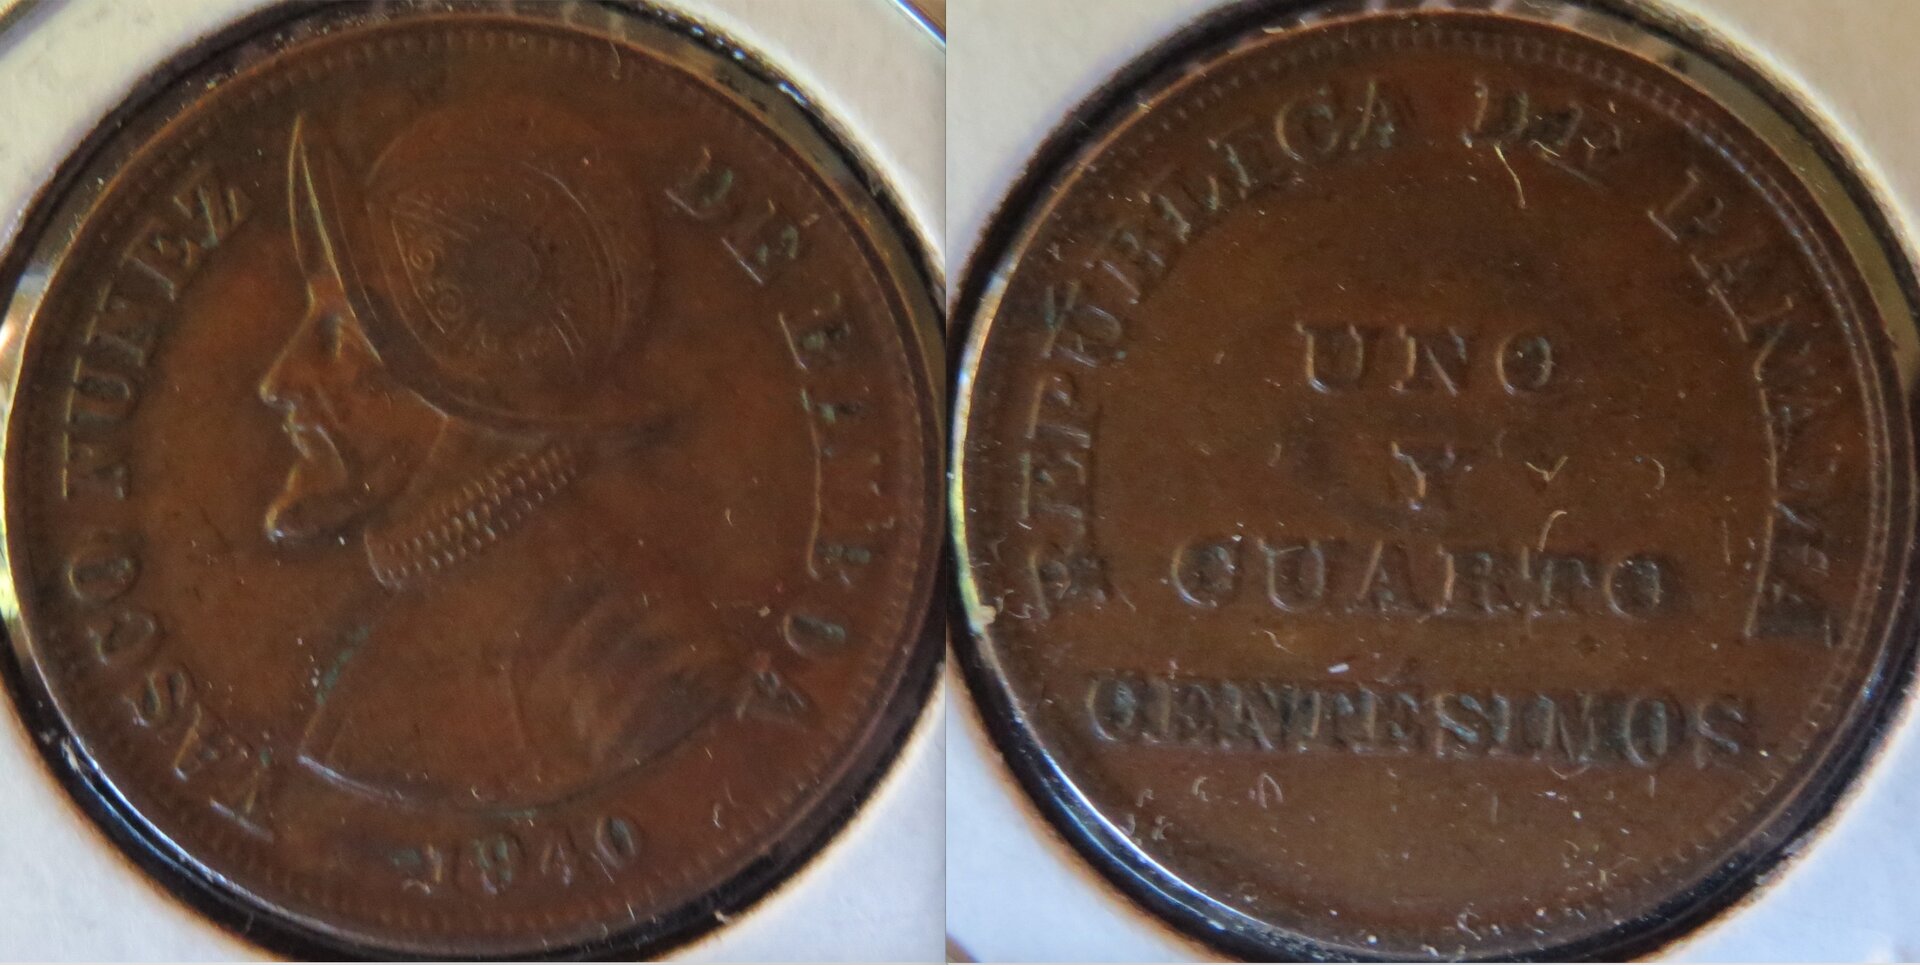 VASCO NUÑEZ DE BALBOA
1940
REPUBLICA DE PANAMA
UNO
Y
CUARTO
CENTESIMOS